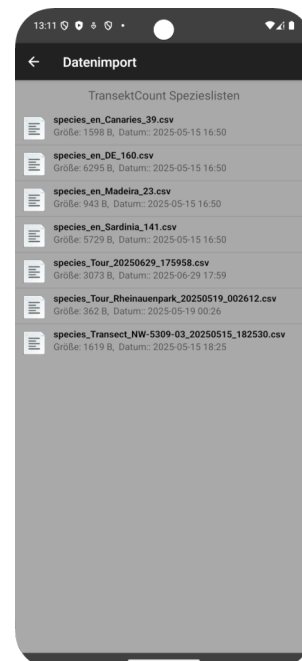 13:11
Datenimport
TransektCount Spezieslisten
species_en_Canaries_39.csv
Größe: 1598 B, Datum:: 2025-05-15 16:50
species_en_DE_160.csv
Größe: 6295 B, Datum:: 2025-05-15 16:50
species_en_Madeira_23.csv
Größe: 943 B, Datum:: 2025-05-15 16:50
species_en_Sardinia_141.csv
Größe: 5729 B, Datum:: 2025-05-15 16:50
species_Tour_20250629_175958.csv
Größe: 3073 B, Datum:: 2025-06-29 17:59
species_Tour_Rheinauenpark_20250519_002612.csv
Größe: 362 B, Datum:: 2025-05-19 00:26
species_Transect_NW-5309-03_20250515_182530.csv
Größe: 1619 B, Datum:: 2025-05-15 18:25